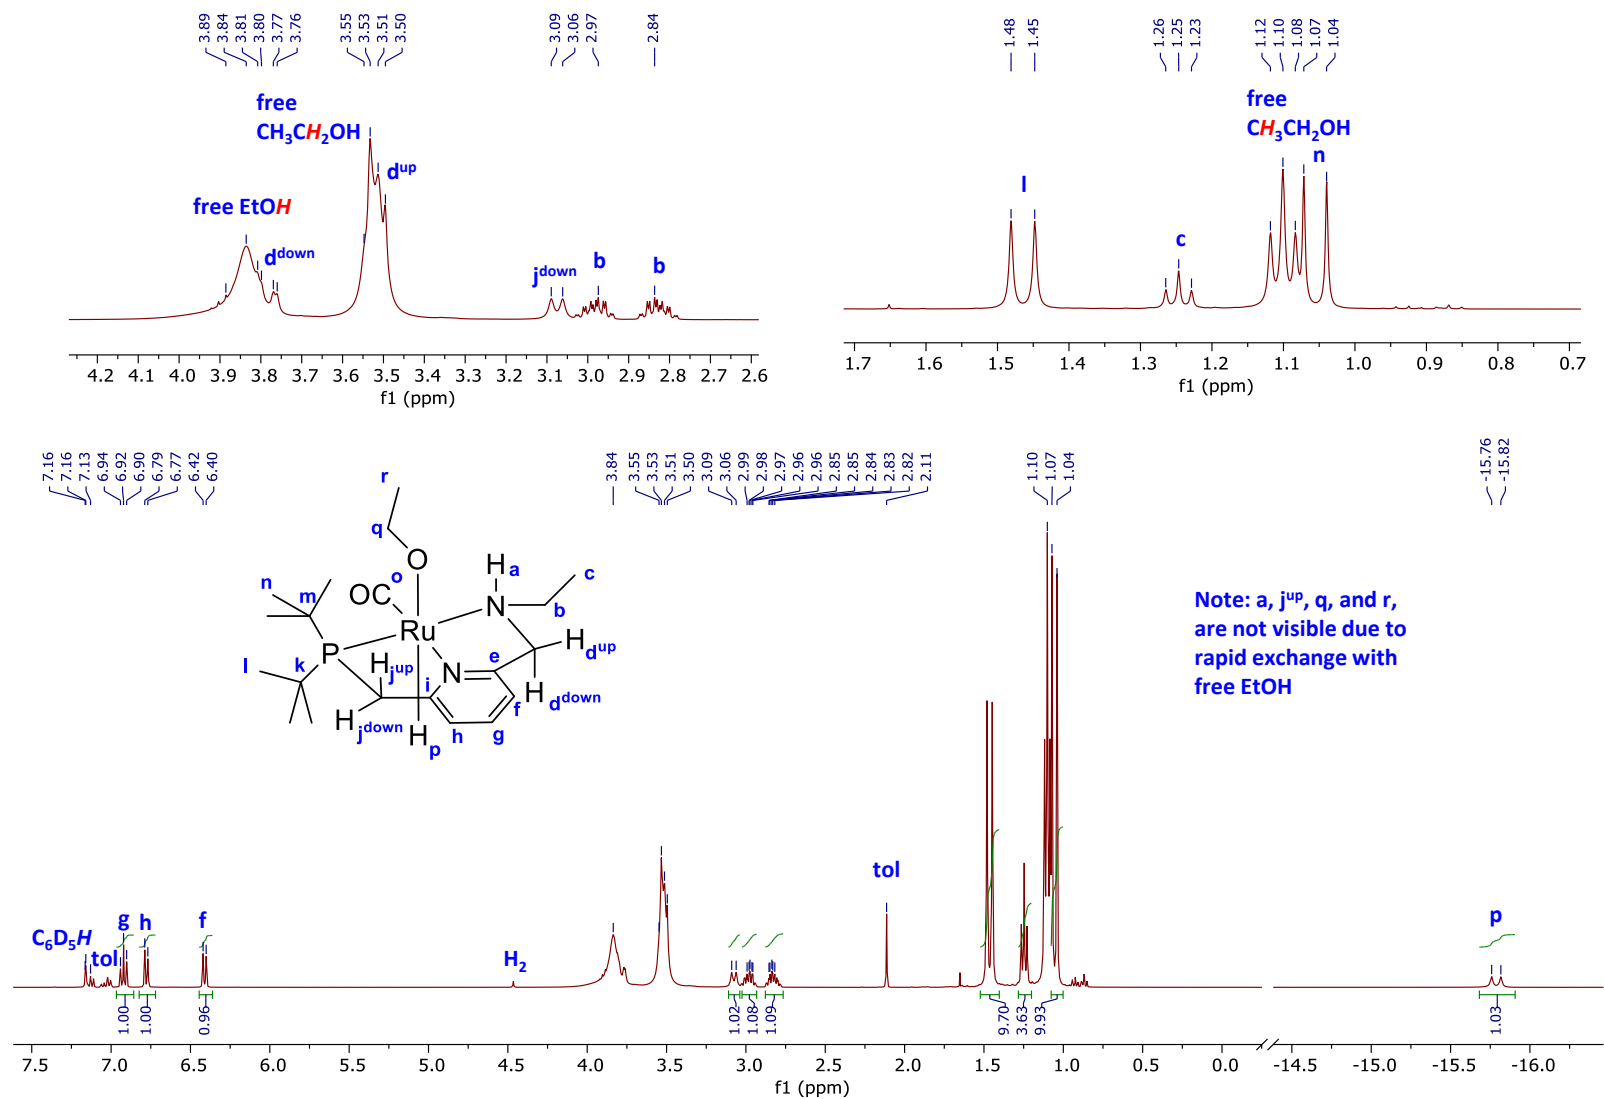 3.89 3.84 3.81 3.80 3.77 3.76 3.55 3.53 3.51 3.50 3.09 3.06 2.97 2.84
free
CH3CH2OH
dup
free EtOH
ddown
jdown
b
b
4.2 4.1 4.0 3.9 3.8 3.7 3.6 3.5 3.4 3.3 3.2 3.1 3.0 2.9 2.8 2.7 2.6
f1 (ppm)
1.48 1.45 1.26 1.25 1.23 1.12 1.10 1.08 1.07 1.04
free
CH3CH2OH
n
l
c
1.7 1.6 1.5 1.4 1.3 1.2 1.1 1.0 0.9 0.8 0.7
f1 (ppm)
7.16 7.16 7.13 6.94 6.92 6.90 6.79 6.77 6.42 6.40 3.84 3.55 3.53 3.51 3.50 3.09 3.06 2.99 2.98 2.97 2.96 2.96 2.85 2.85 2.84 2.83 2.82 2.11 1.10 1.07 1.04 -15.76 -15.82
r
q
O
H a
c
n
o
OC
m
N
b
Ru
H dup
l
k
P
H jup
N
e
i
H ddown
f
H jdown
h
g
H p
Note: a, jup, q, and r,
are not visible due to
rapid exchange with
free EtOH
C6D5H
tol
g
h
f
H2
tol
p
1.00 1.00 0.96 1.02 1.08 1.09 9.70 3.63 9.93 1.03
7.5 7.0 6.5 6.0 5.5 5.0 4.5 4.0 3.5 3.0 2.5 2.0 1.5 1.0 0.5 0.0 -14.5 -15.0 -15.5 -16.0
f1 (ppm)